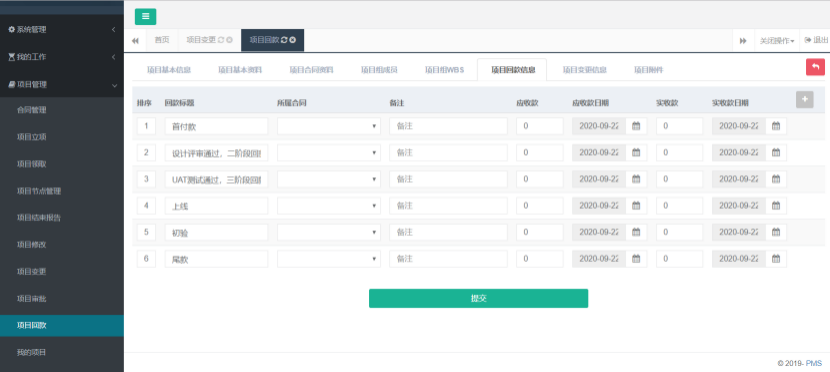 系统管理
我的工作
项目管理
合同管理
项目立项
项目领取
项目节点管理
项目结束报告
项目修改
项目变更
项目审批
项目回款
我的项目
首页 项目变更 项目回款 关闭操作 退出
项目基本信息 项目基本资料 项目合同资料 项目组成员 项目组WBS 项目回款信息 项目变更信息 项目附件
排序 回款标题 所属合同 备注 应收款 应收款日期 实收款 实收款日期
1 首付款 备注 0 2020-09-22 0 2020-09-22
2 设计评审通过，二阶段回 备注 0 2020-09-22 0 2020-09-22
3 UAT测试通过，三阶段回 备注 0 2020-09-22 0 2020-09-22
4 上线 备注 0 2020-09-22 0 2020-09-22
5 初验 备注 0 2020-09-22 0 2020-09-22
6 尾款 备注 0 2020-09-22 0 2020-09-22
提交
© 2019- PMS